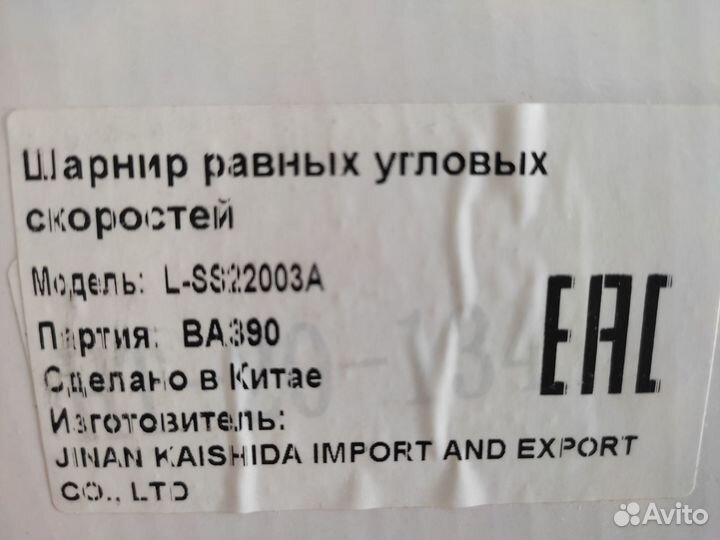 Шарнир равных угловых
скоростей
Модель: L-SS22003A
Партия: BA390
Сделано в Китае
Изготовитель:
JINAN KAISHIDA IMPORT AND EXPORT
CO., LTD
EAC
Avito